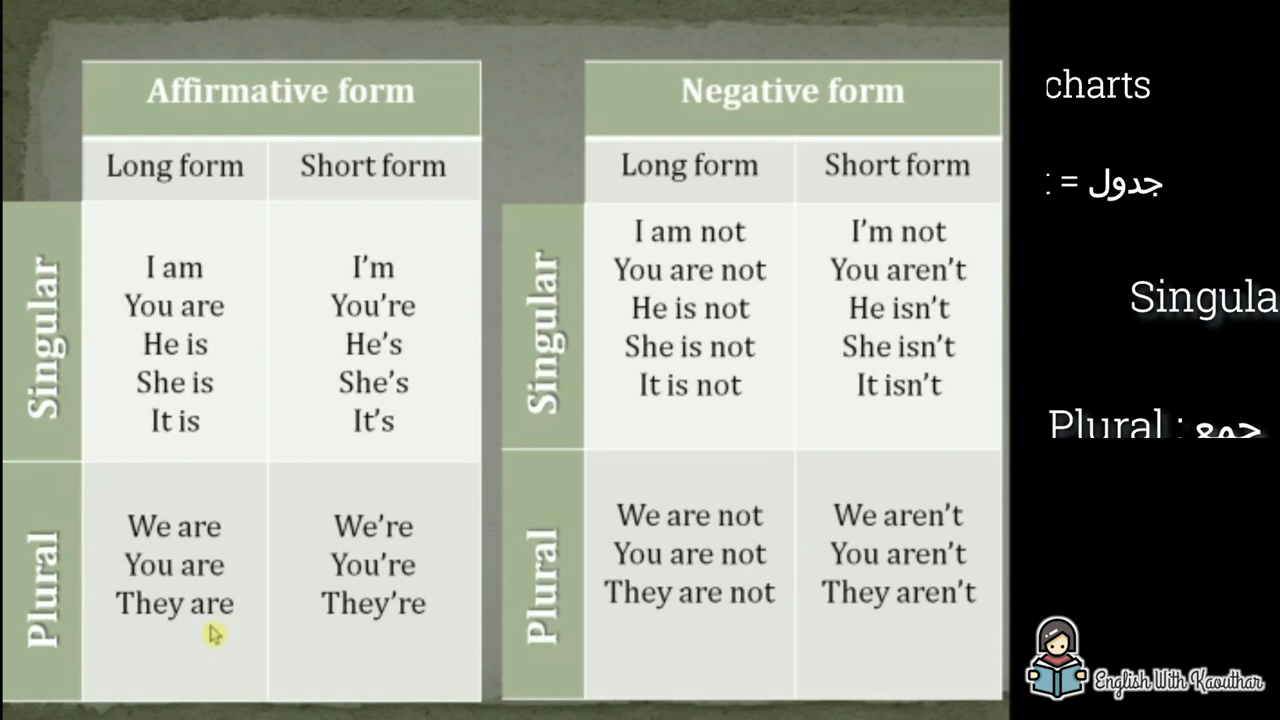 Affirmative form
Long form Short form
Singular
I am I'm
You are You're
He is He's
She is She's
It is It's
Plural
We are We're
You are You're
They are They're
Negative form
Long form Short form
Singular
I am not I'm not
You are not You aren't
He is not He isn't
She is not She isn't
It is not It isn't
Plural
We are not We aren't
You are not You aren't
They are not They aren't
charts
: = جدول
Singula
Plural : جمع
English With Kaouthar